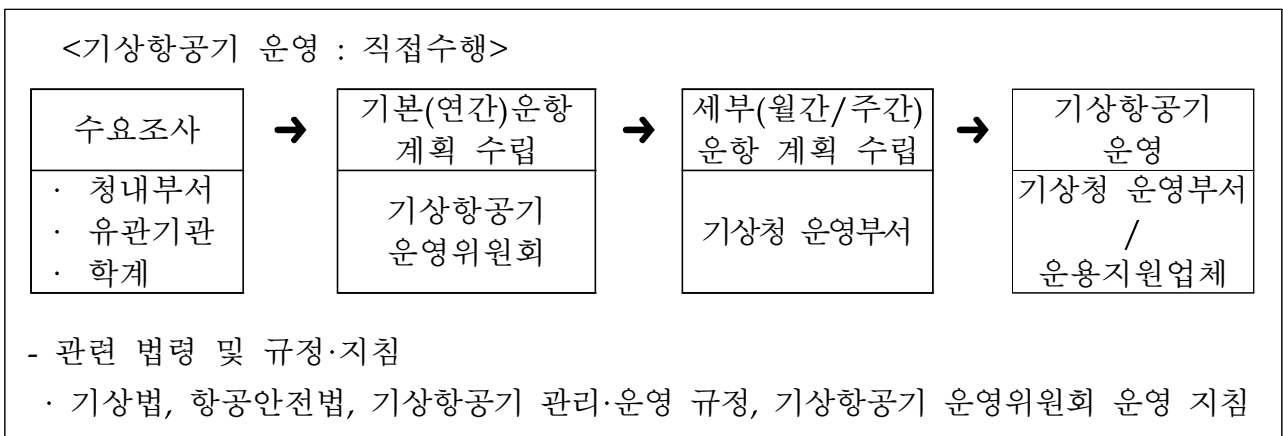 <기상항공기 운영 : 직접수행>
수요조사
· 청내부서
· 유관기관
· 학계
➔
기본(연간)운항
계획 수립
기상항공기
운영위원회
➔
세부(월간/주간)
운항 계획 수립
기상청 운영부서
➔
기상항공기
운영
기상청 운영부서
/
운용지원업체
- 관련 법령 및 규정·지침
· 기상법, 항공안전법, 기상항공기 관리·운영 규정, 기상항공기 운영위원회 운영 지침